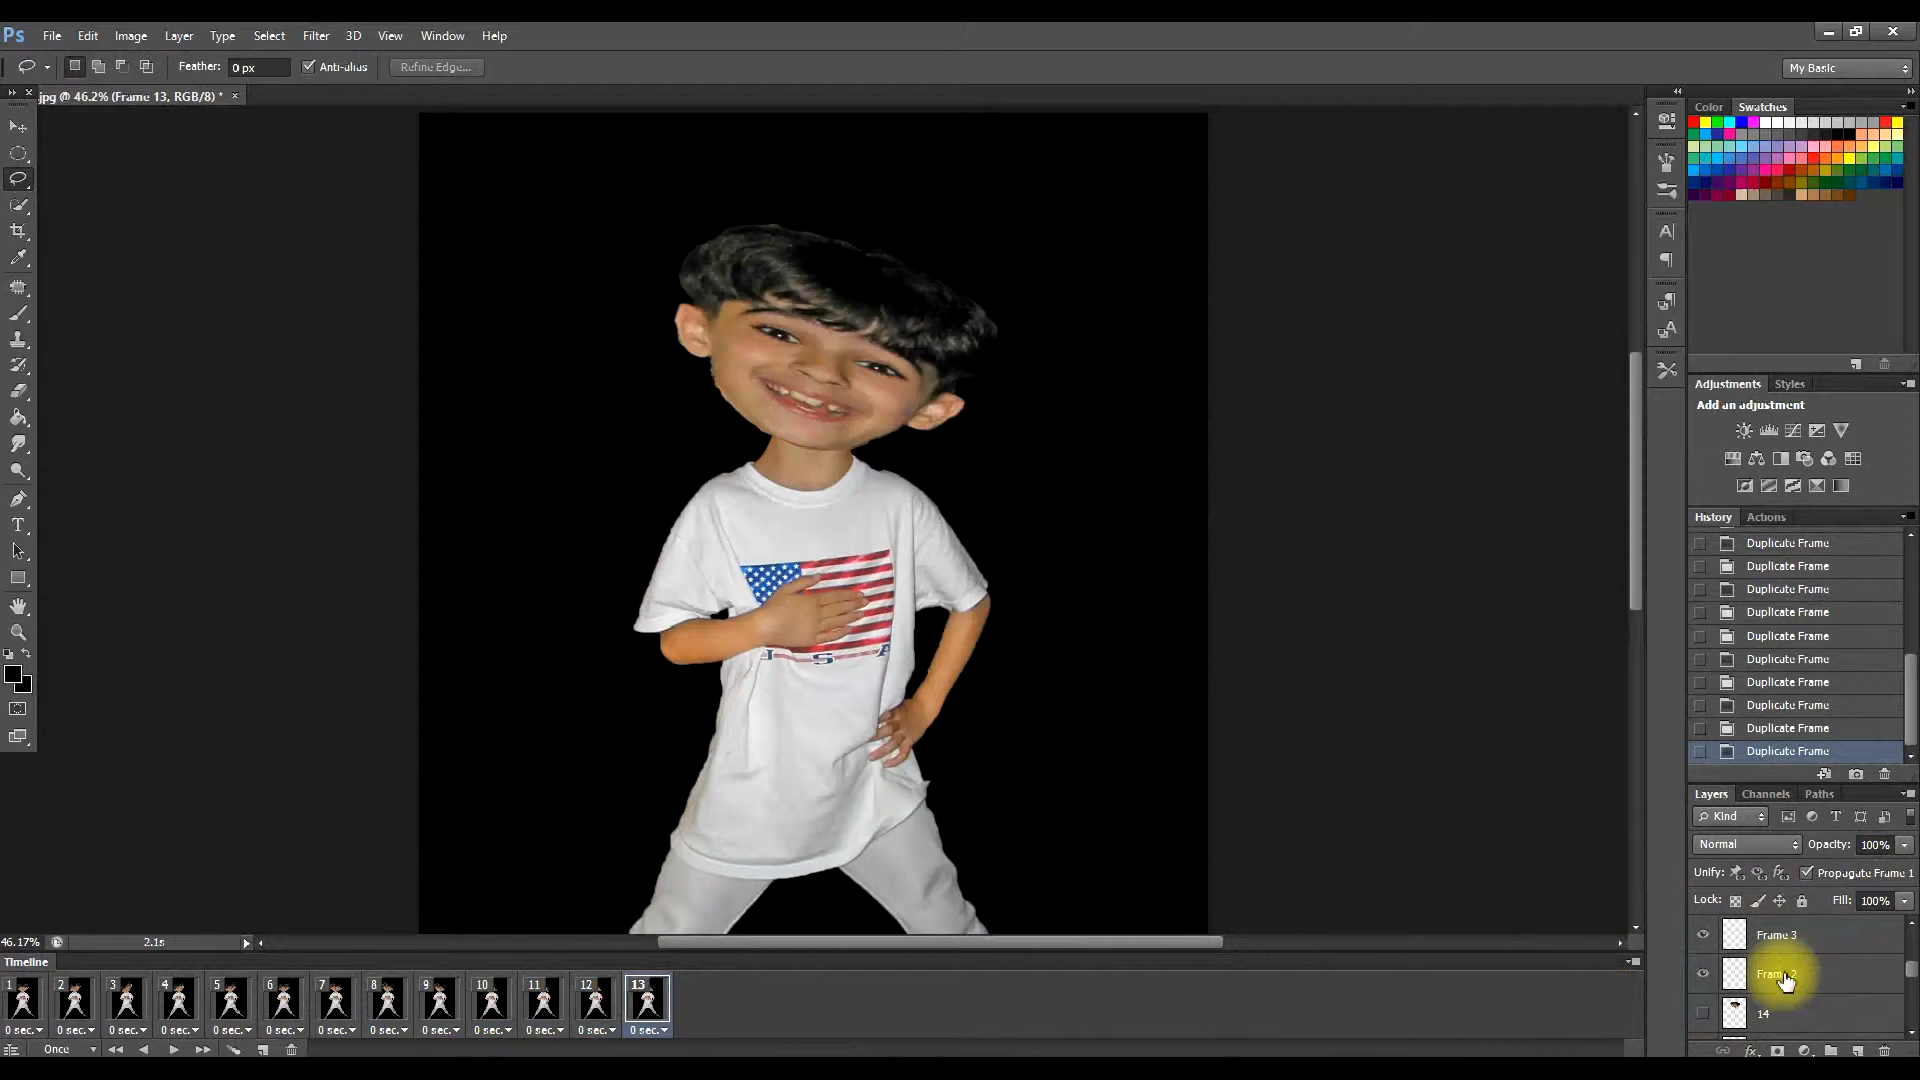 Ps File Edit Image Layer Type Select Filter 3D View Window Help
Feather: 0 px Anti-alias Refine Edge... My Basic
jpg @ 46.2% (Frame 13, RGB/8) * ×
Color Swatches
Adjustments Styles
Add an adjustment
History Actions
Duplicate Frame
Duplicate Frame
Duplicate Frame
Duplicate Frame
Duplicate Frame
Duplicate Frame
Duplicate Frame
Duplicate Frame
Duplicate Frame
Duplicate Frame
S A
Layers Channels Paths
Kind
Normal Opacity: 100%
Unify: Propagate Frame 1
Lock: Fill: 100%
Frame 3
Frame 2
14
46.17% 2.1s
Timeline
1 2 3 4 5 6 7 8 9 10 11 12 13
0 sec. 0 sec. 0 sec. 0 sec. 0 sec. 0 sec. 0 sec. 0 sec. 0 sec. 0 sec. 0 sec. 0 sec. 0 sec.
Once